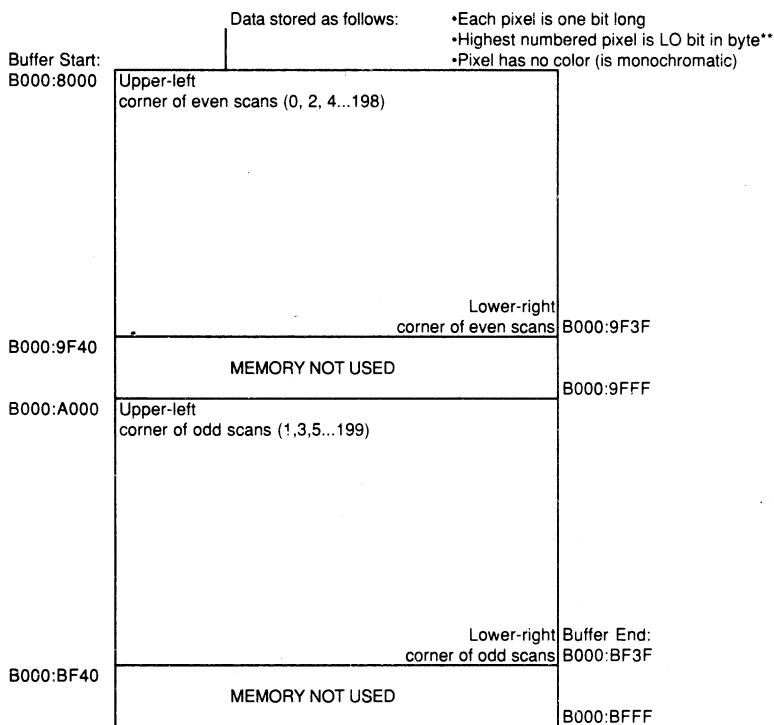 Data stored as follows:
•Each pixel is one bit long
•Highest numbered pixel is LO bit in byte**
•Pixel has no color (is monochromatic)
Buffer Start:
B000:8000
Upper-left
corner of even scans (0, 2, 4...198)
Lower-right
corner of even scans
B000:9F3F
B000:9F40
MEMORY NOT USED
B000:9FFF
B000:A000
Upper-left
corner of odd scans (1,3,5...199)
Lower-right
corner of odd scans
Buffer End:
B000:BF3F
B000:BF40
MEMORY NOT USED
B000:BFFF